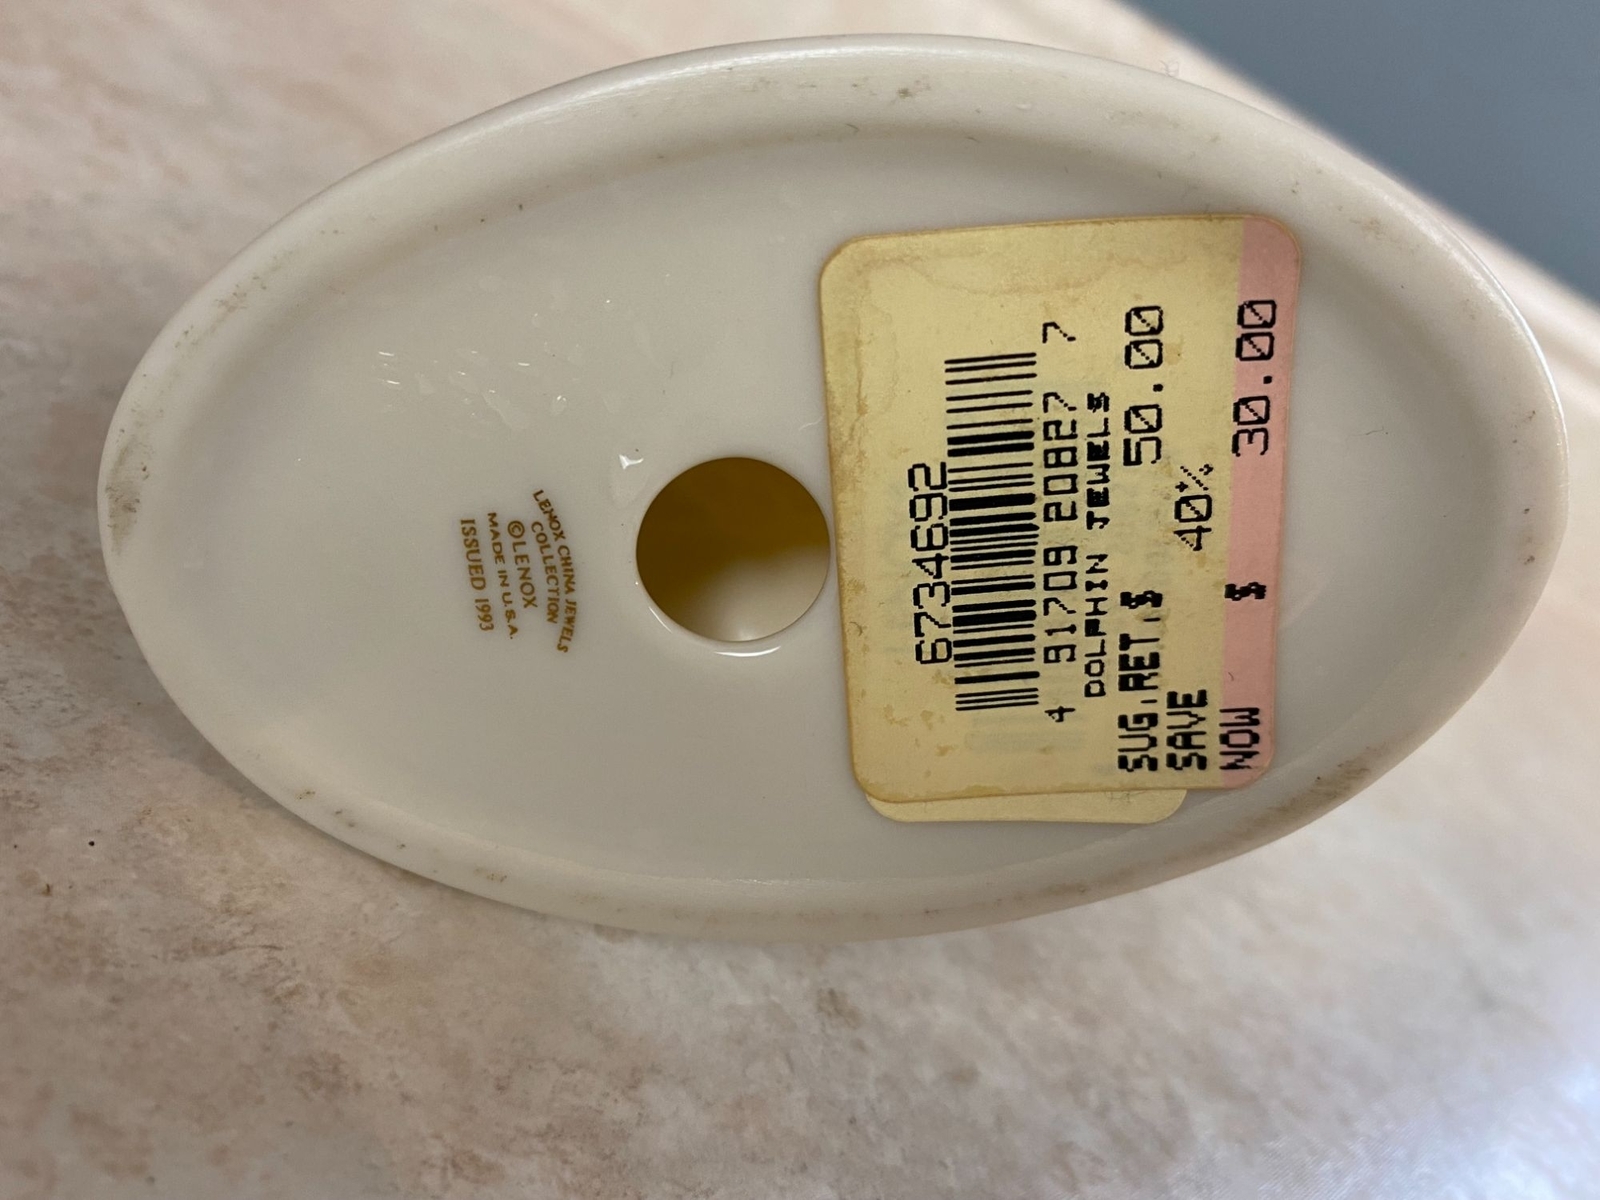 LENOX CHINA JEWELS
COLLECTION
©LENOX
MADE IN U.S.A.
ISSUED 1993
6734692
4 91709 20827 7
DOLPHIN JEWELS
SUG.RET.$ 50.00
SAVE 40%
NOW $ 30.00